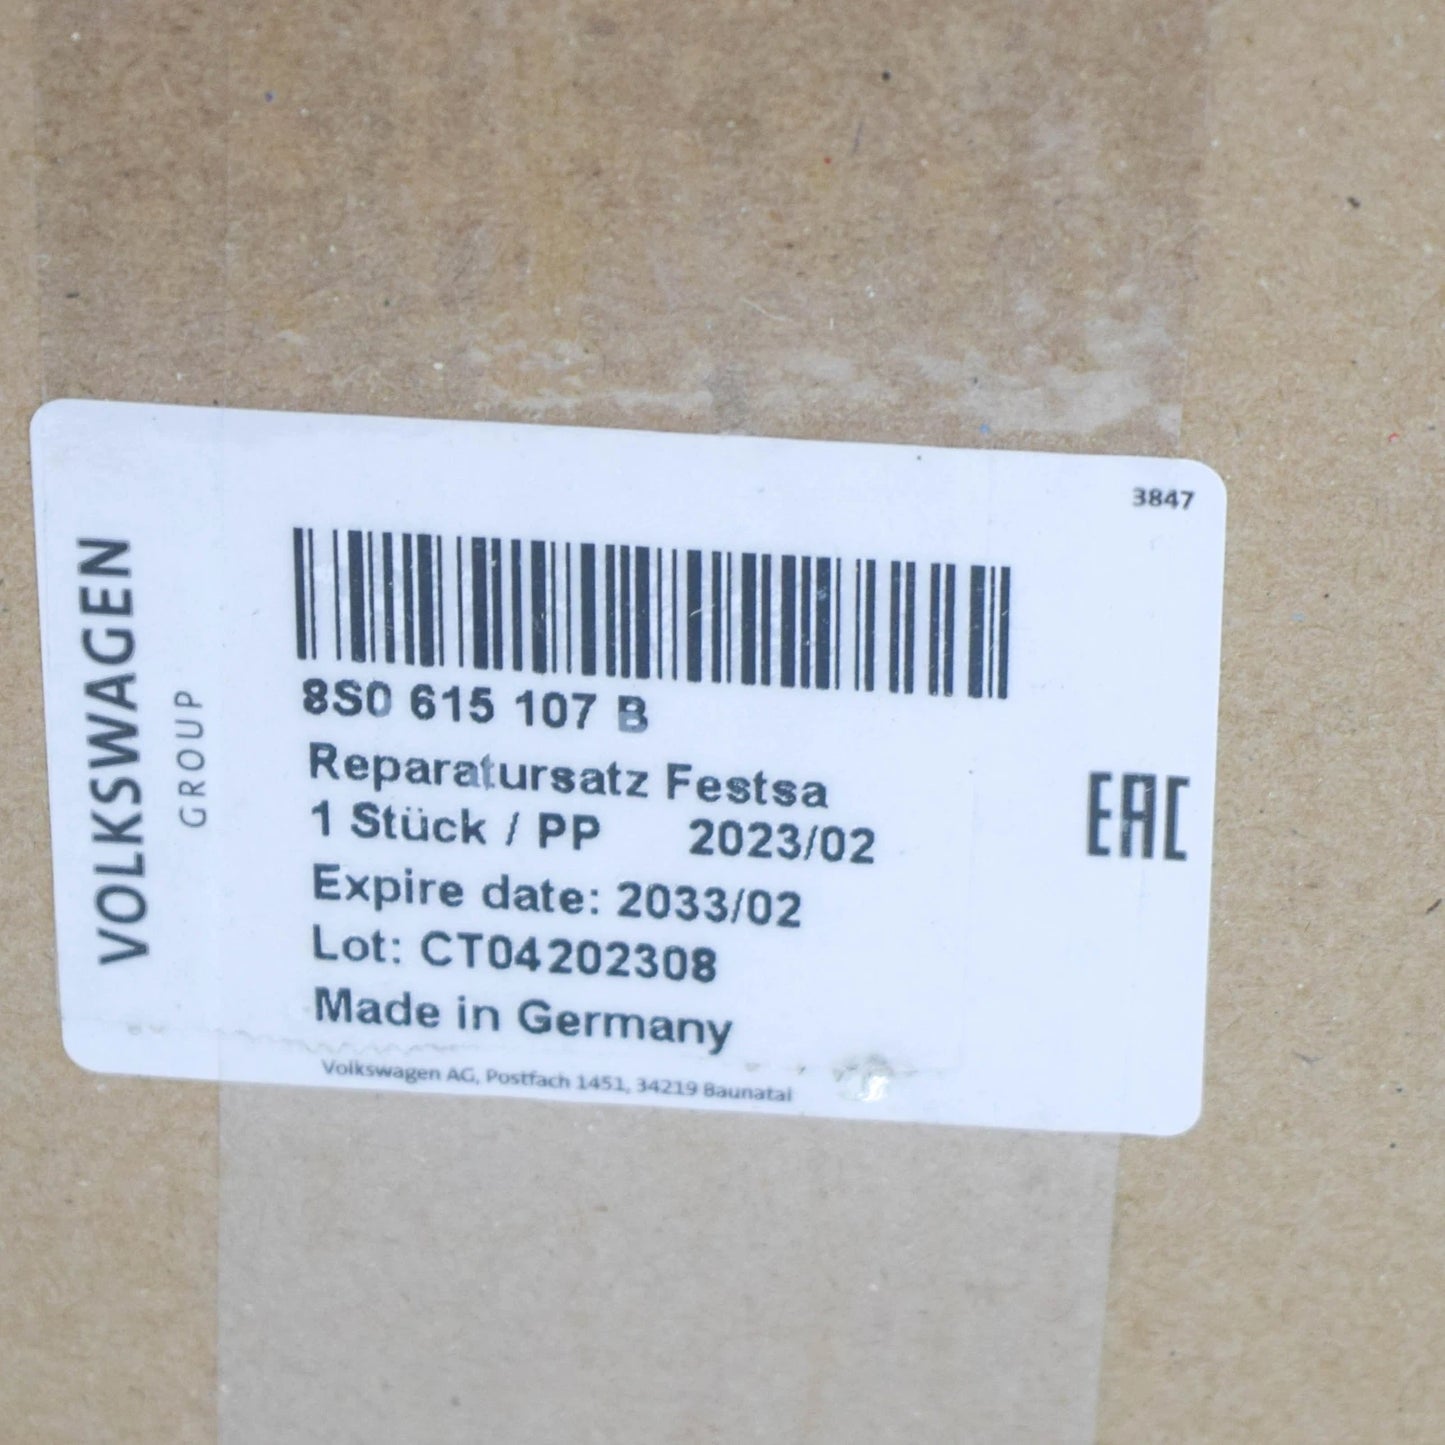 3847
VOLKSWAGEN
GROUP
8S0 615 107 B
Reparatursatz Festsa
1 Stück / PP 2023/02
Expire date: 2033/02
Lot: CT04202308
Made in Germany
EAC
Volkswagen AG, Postfach 1451, 34219 Baunatal